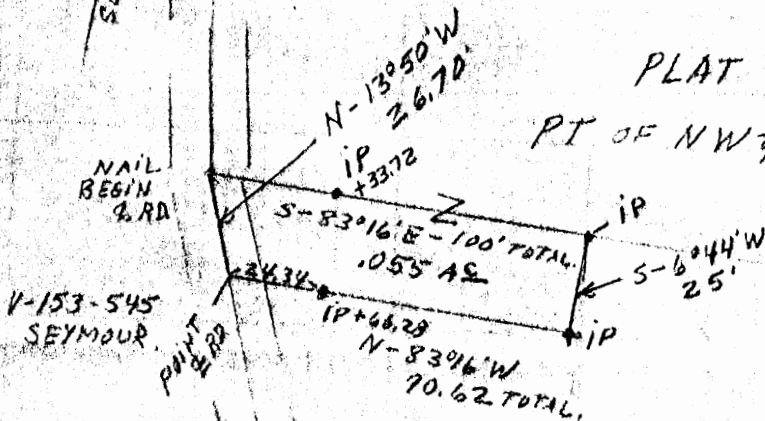 PLAT
PT OF NW
N-13°50'W
26.70'
NAIL
BEGIN
℄ RD
iP
+33.72
S-83°16'E-100' TOTAL.
.055 AC
iP
S-6°44'W
25'
V-153-545
SEYMOUR.
POINT
℄ RD
24.34
iP+66.28
iP
N-83°16'W
90.62 TOTAL.